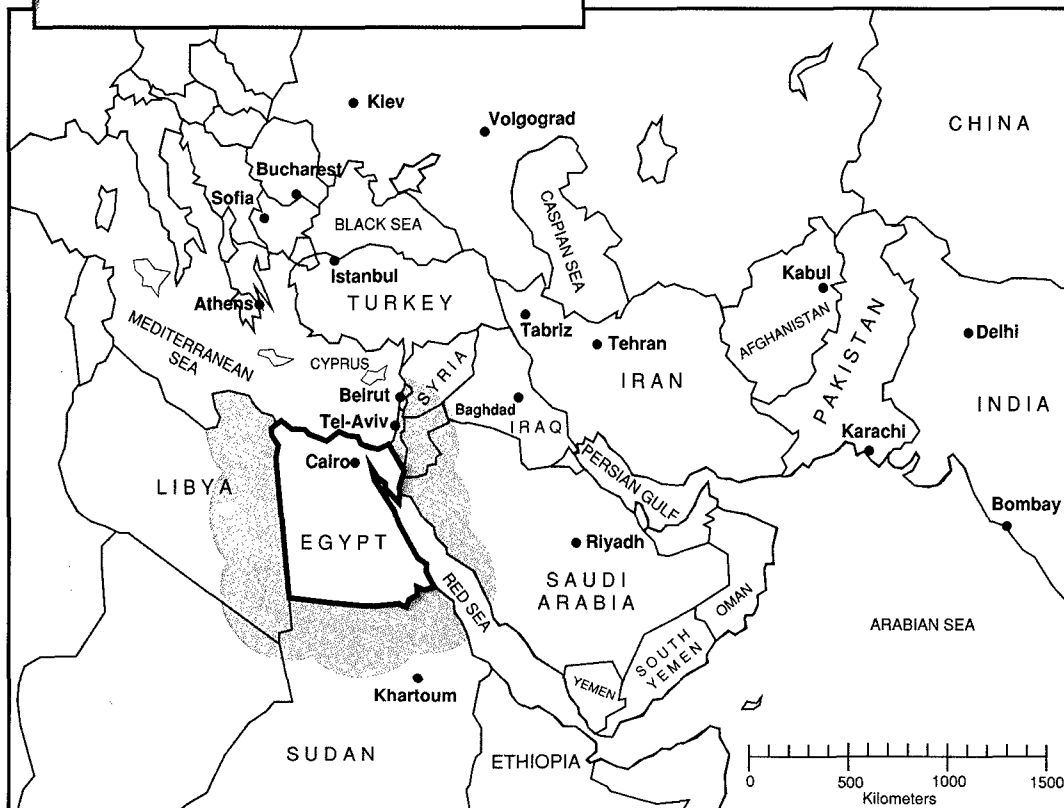 Kiev
Volgograd
CHINA
Bucharest
Sofia
BLACK SEA
CASPIAN SEA
Istanbul
TURKEY
Kabul
Athens
Tabriz
Tehran
AFGHANISTAN
PAKISTAN
Delhi
MEDITERRANEAN
SEA
CYPRUS
SYRIA
IRAN
Beirut
Baghdad
IRAQ
INDIA
Tel-Aviv
Karachi
Cairo
PERSIAN GULF
LIBYA
Bombay
EGYPT
Riyadh
RED SEA
SAUDI
ARABIA
OMAN
ARABIAN SEA
SOUTH
YEMEN
YEMEN
Khartoum
SUDAN
ETHIOPIA
0 500 1000 1500
Kilometers